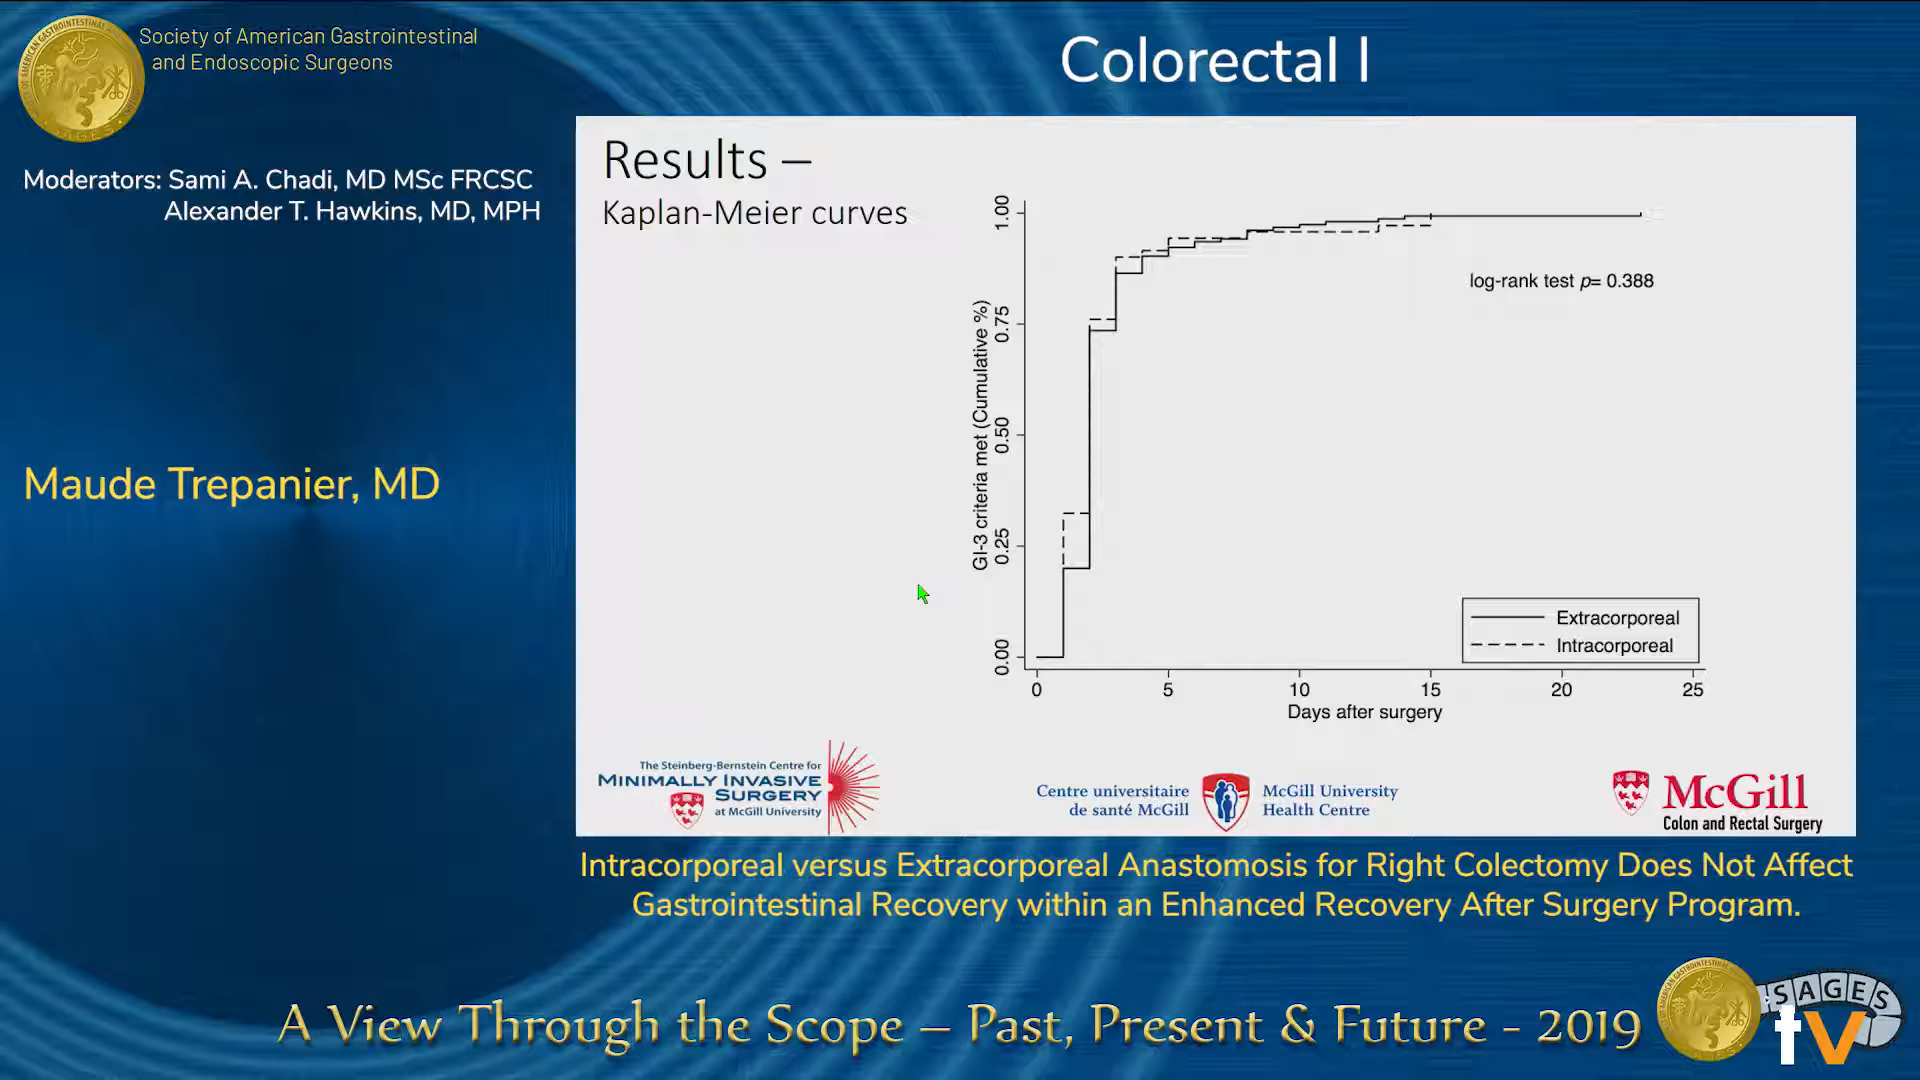 Society of American Gastrointestinal
and Endoscopic Surgeons
Colorectal I
Moderators: Sami A. Chadi, MD MSc FRCSC
Alexander T. Hawkins, MD, MPH
Maude Trepanier, MD
Results –
Kaplan-Meier curves
1.00
0.75
0.50
0.25
0.00
GI-3 criteria met (Cumulative %)
log-rank test p= 0.388
Extracorporeal
Intracorporeal
0 5 10 15 20 25
Days after surgery
The Steinberg-Bernstein Centre for
MINIMALLY INVASIVE
SURGERY
at McGill University
Centre universitaire
de santé McGill
McGill University
Health Centre
McGill
Colon and Rectal Surgery
Intracorporeal versus Extracorporeal Anastomosis for Right Colectomy Does Not Affect
Gastrointestinal Recovery within an Enhanced Recovery After Surgery Program.
A View Through the Scope – Past, Present & Future - 2019
SAGES
tv